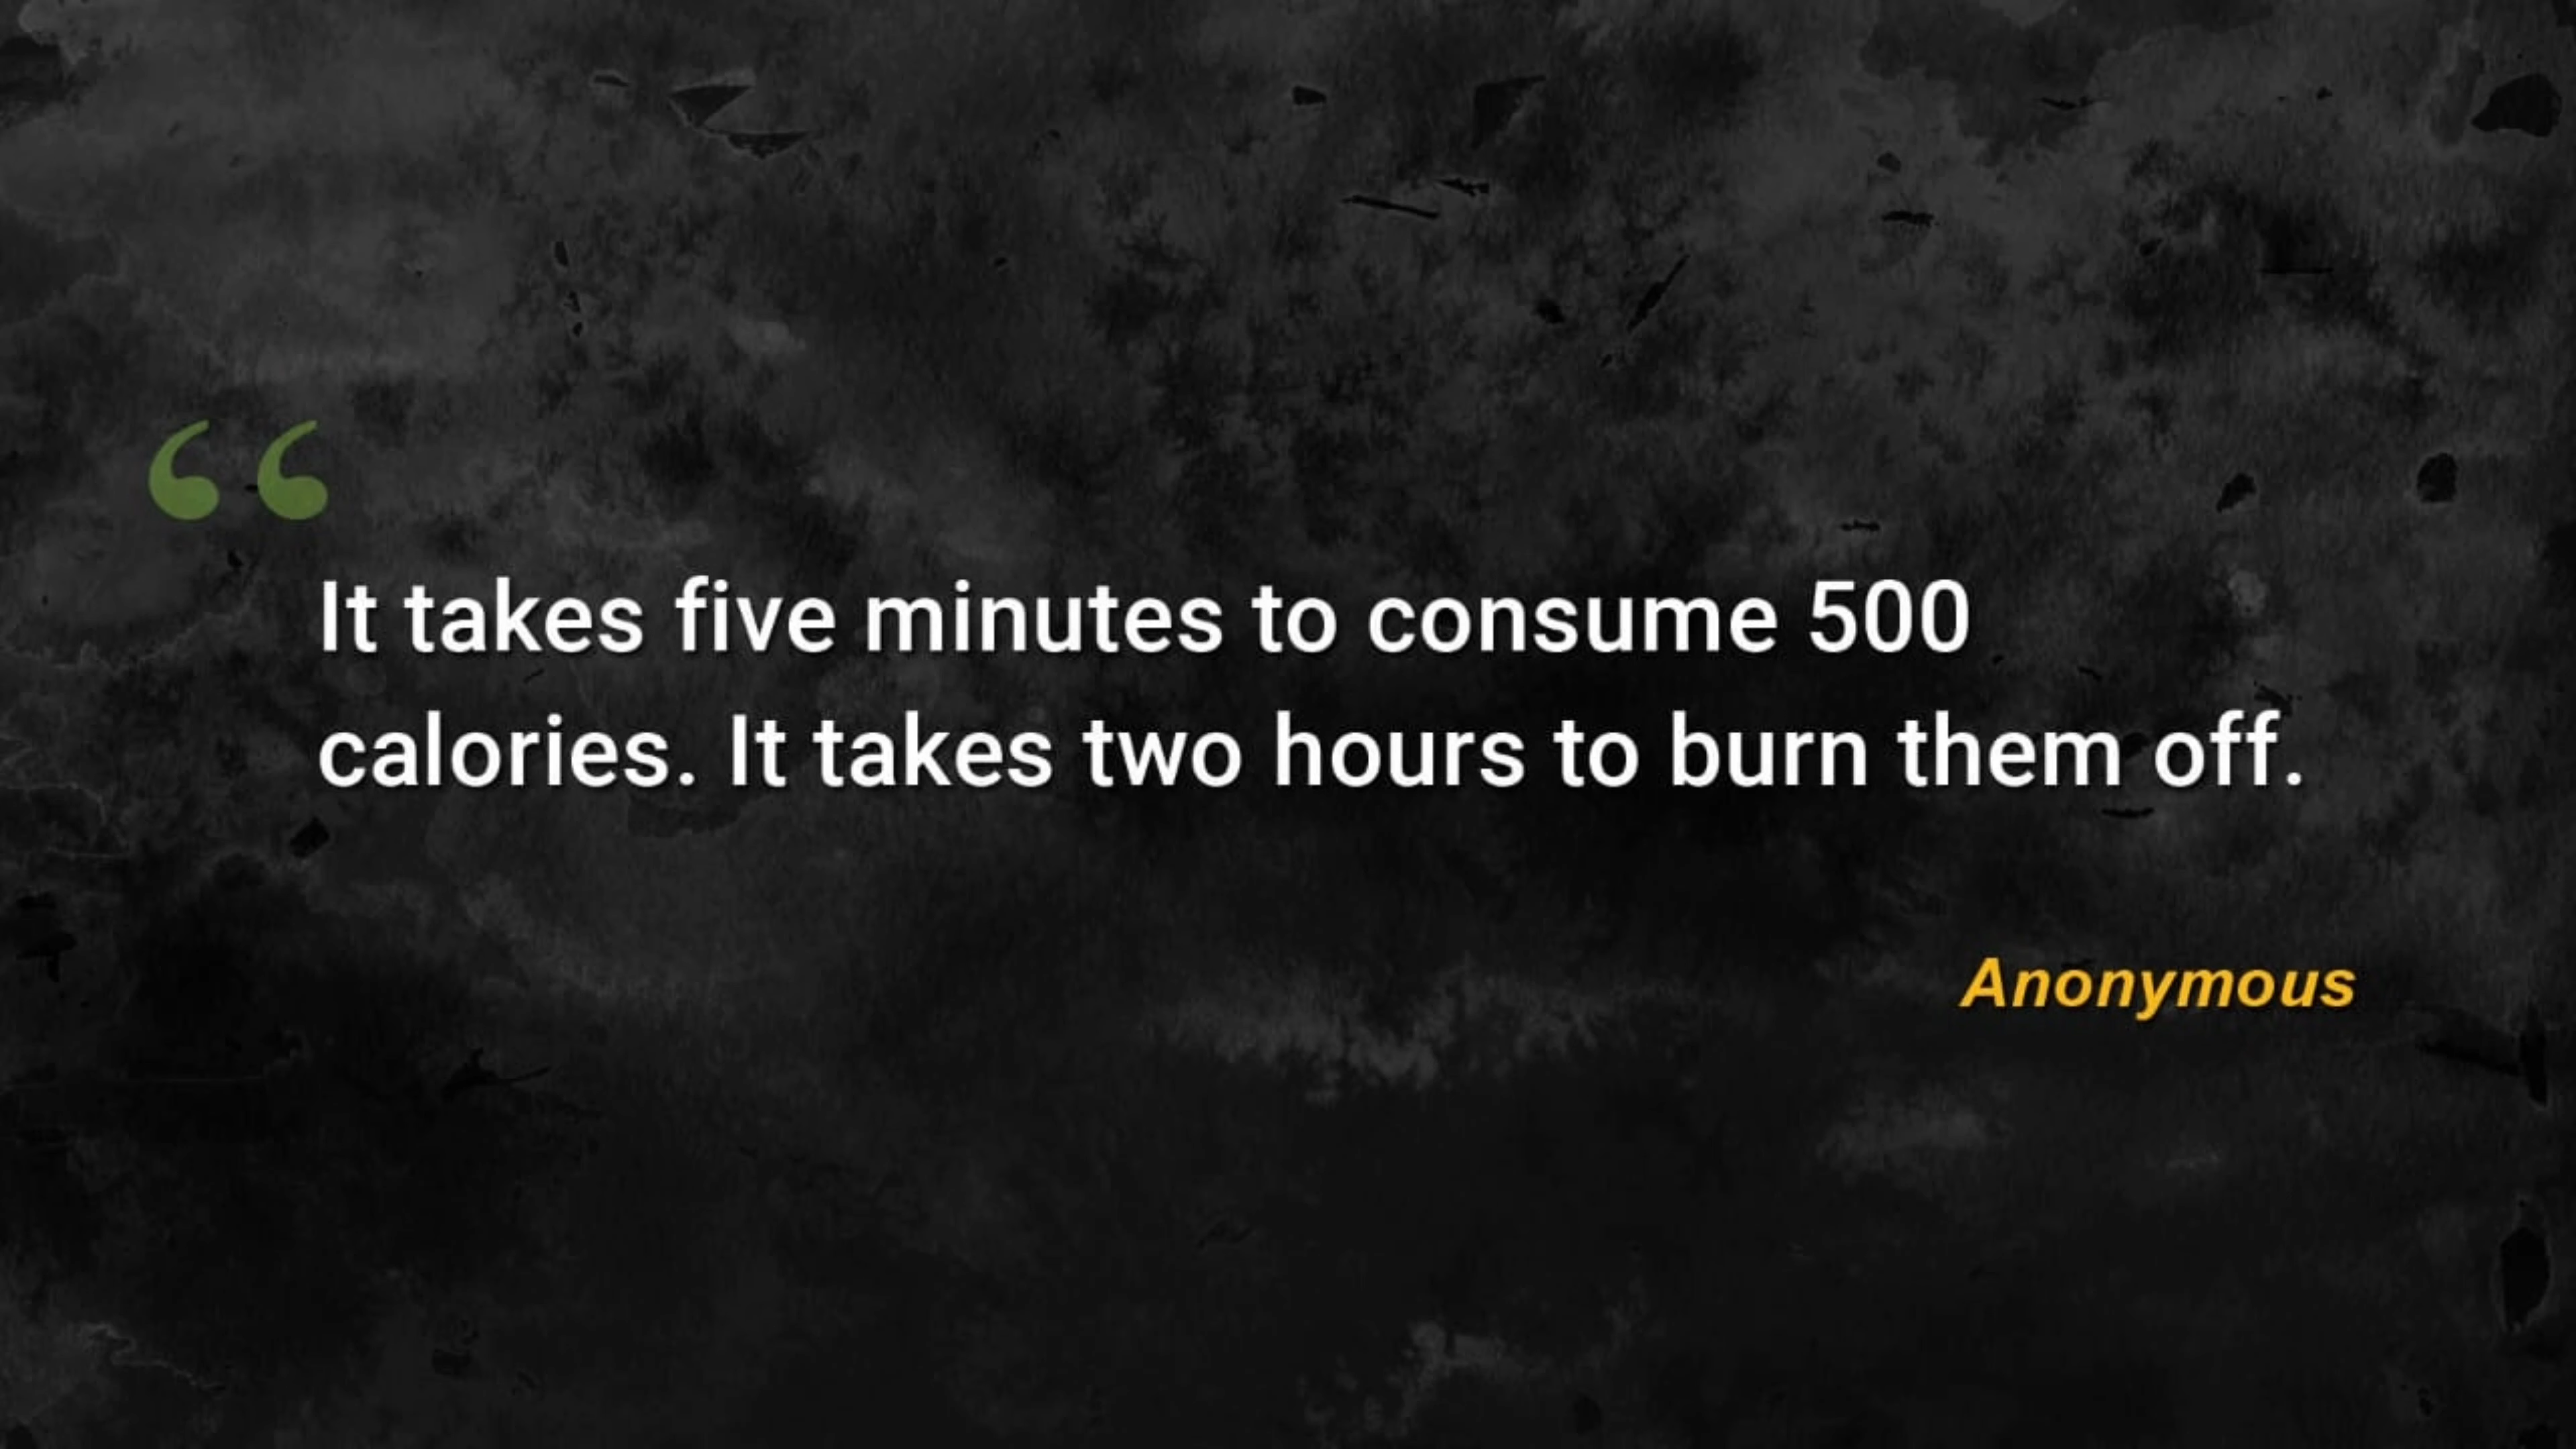 “
It takes five minutes to consume 500
calories. It takes two hours to burn them off.
Anonymous